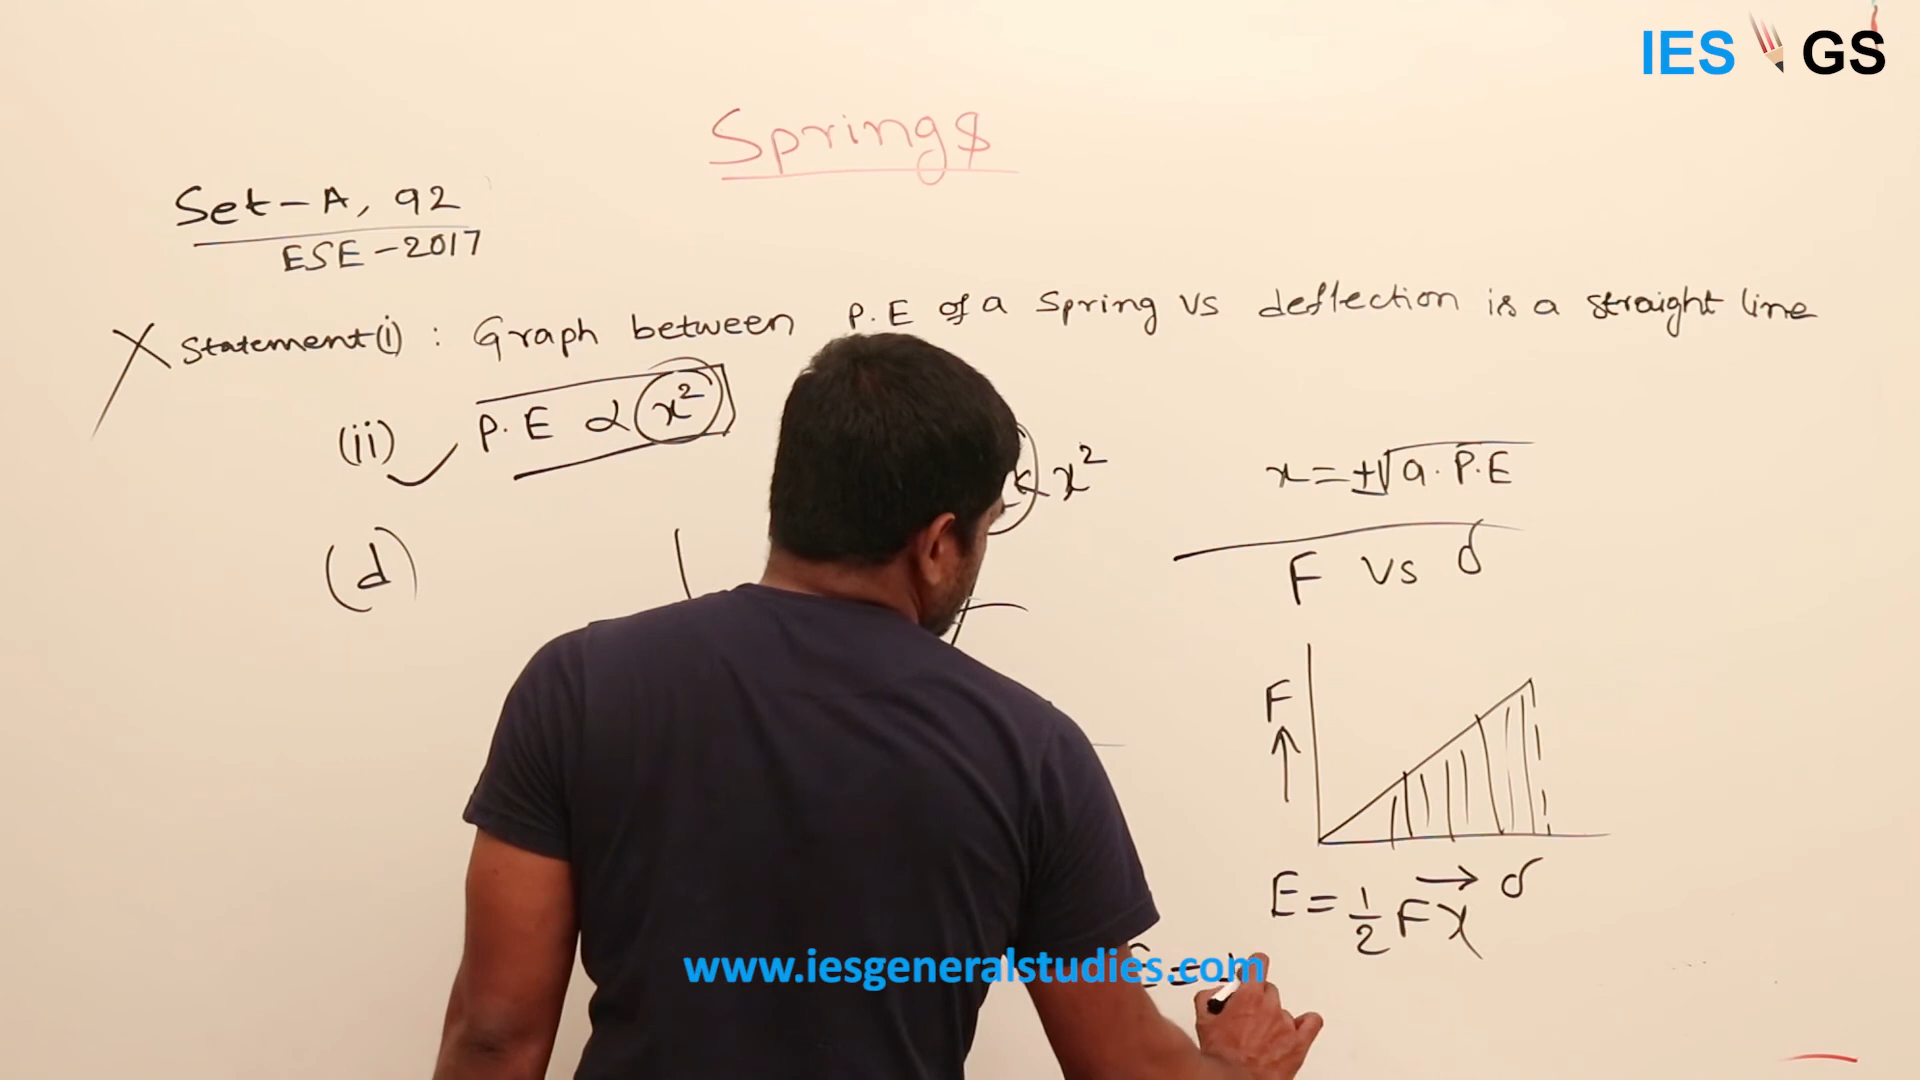 IES GS
Springs
Set-A, 92
ESE-2017
Statement(i) : Graph between P.E of a Spring vs deflection is a straight line
(ii) P.E ∝ x²
x²
x = ±√a. P.E
(d)
F vs δ
F
δ
E = 1/2 F x
E =
www.iesgeneralstudies.com